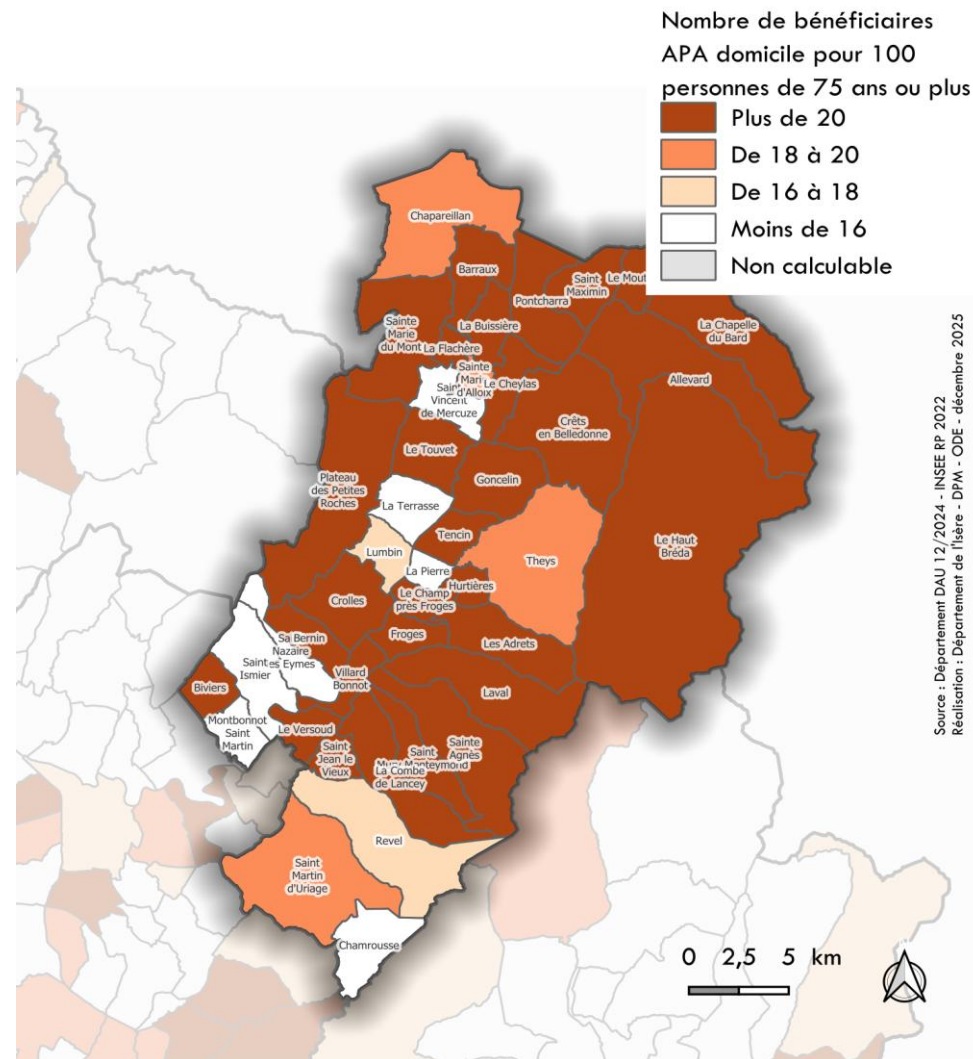 Nombre de bénéficiaires
APA domicile pour 100
personnes de 75 ans ou plus
Plus de 20
De 18 à 20
De 16 à 18
Moins de 16
Non calculable
Chapareillan
Barraux
Pontcharra
Saint
Maximin
Le Mout
La Chapelle
du Bard
Sainte
Marie
du Mont
La Buissière
La Flachère
Allevard
Sainte
d'Alloix
Le Cheylas
Vincent
de Mercuze
Crêts
en Belledonne
Le Touvet
Goncelin
Plateau
des Petites
Roches
La Terrasse
Tencin
Lumbin
La Pierre
Theys
Le Haut
Bréda
Hurtières
Le Champ
près Froges
Crolles
Froges
Les Adrets
Bernin
Nazaire
Eymes
Saint
Ismier
Villard
Bonnot
Biviers
Laval
Montbonnot
Saint
Martin
Le Versoud
Saint
Jean le
Vieux
Saint
Sainte
Agnès
La Combe
de Lancey
Revel
Saint
Martin
d'Uriage
Chamrousse
0 2,5 5 km
Source : Département DAU 12/2024 - INSEE RP 2022
Réalisation : Département de l'Isère - DPM - ODE - décembre 2025